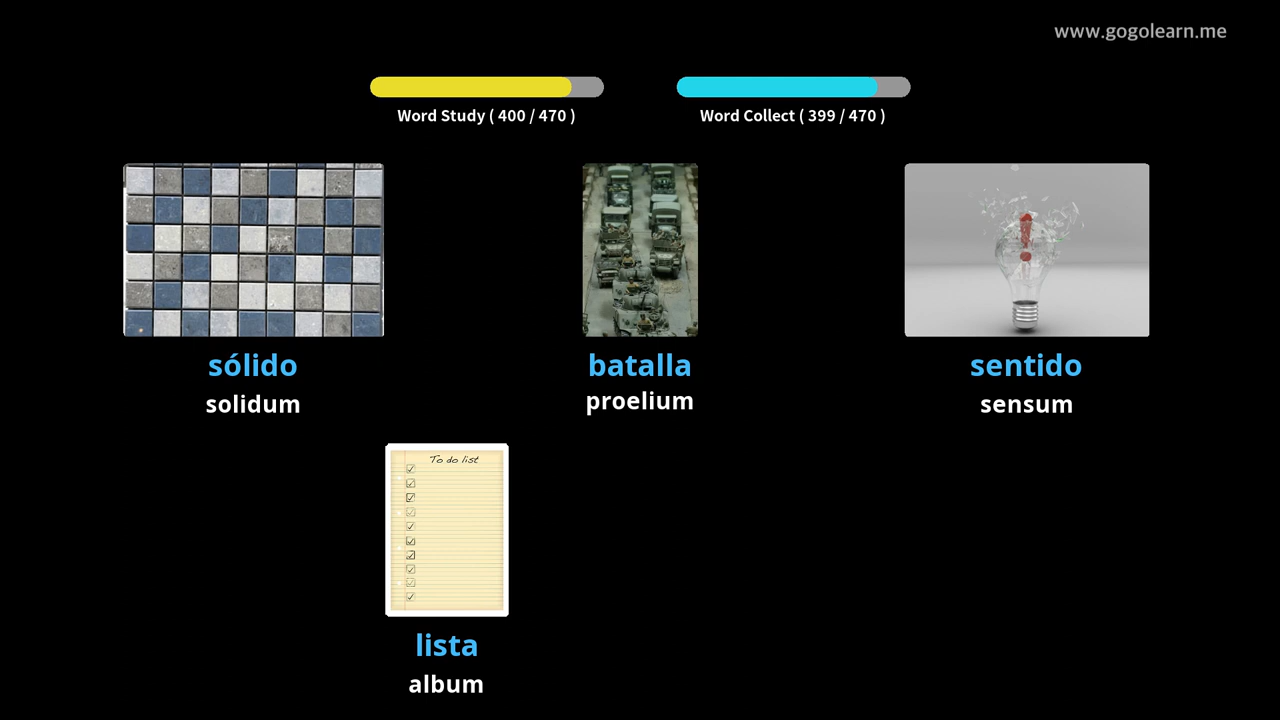 www.gogolearn.me
Word Study ( 400 / 470 )
Word Collect ( 399 / 470 )
sólido
solidum
batalla
proelium
sentido
sensum
To do list
lista
album